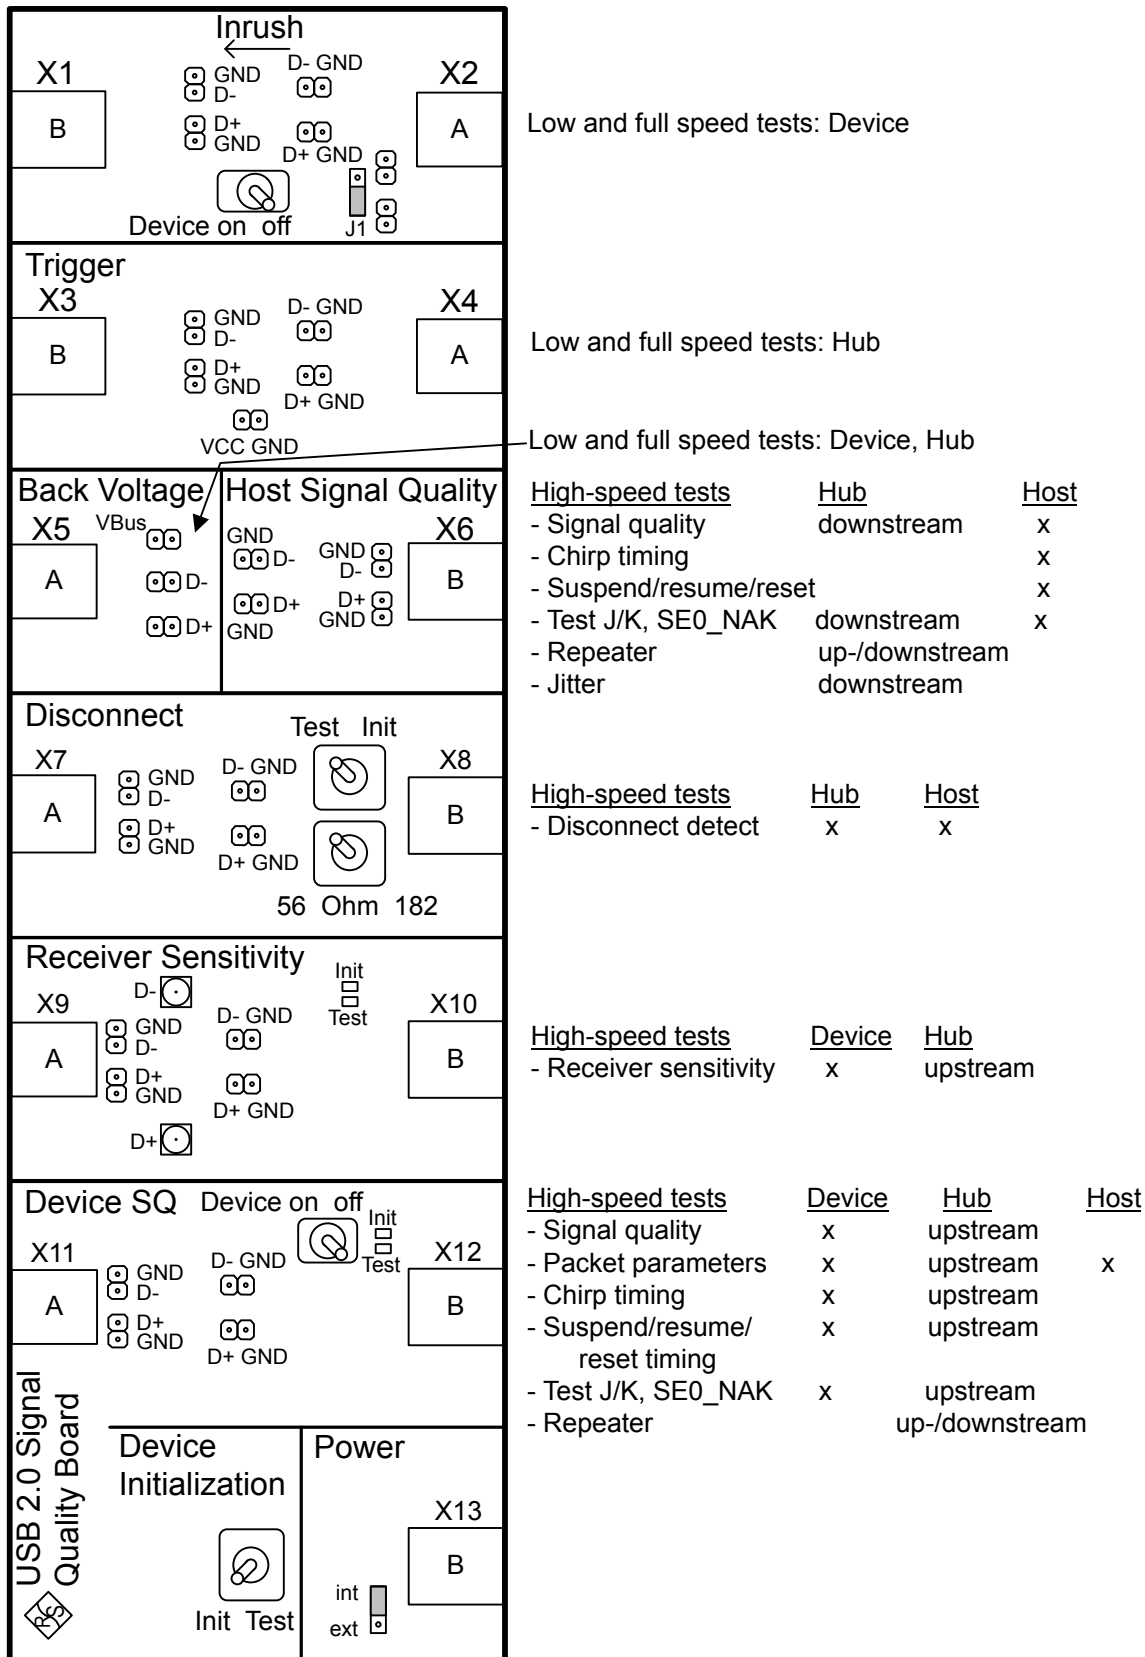 Inrush
X1
GND
D-
D- GND
X2
B
D+
GND
D+ GND
A
Low and full speed tests: Device
Device on off
J1
Trigger
X3
GND
D-
D- GND
X4
B
D+
GND
D+ GND
A
Low and full speed tests: Hub
VCC GND
Low and full speed tests: Device, Hub
Back Voltage
X5
VBus
A
D-
D+
Host Signal Quality
X6
GND
D-
GND
D-
D+
GND
D+
GND
B
High-speed tests Hub Host
- Signal quality downstream x
- Chirp timing x
- Suspend/resume/reset x
- Test J/K, SE0_NAK downstream x
- Repeater up-/downstream
- Jitter downstream
Disconnect
Test Init
X7
GND
D-
D- GND
X8
A
D+
GND
D+ GND
B
56 Ohm 182
High-speed tests Hub Host
- Disconnect detect x x
Receiver Sensitivity
Init
Test
X9
D-
GND
D-
D- GND
X10
A
D+
GND
D+ GND
B
D+
High-speed tests Device Hub
- Receiver sensitivity x upstream
Device SQ
Device on off
Init
Test
X11
GND
D-
D- GND
X12
A
D+
GND
D+ GND
B
High-speed tests Device Hub Host
- Signal quality x upstream
- Packet parameters x upstream x
- Chirp timing x upstream
- Suspend/resume/ x upstream
reset timing
- Test J/K, SE0_NAK x upstream
- Repeater up-/downstream
USB 2.0 Signal
Quality Board
RS
Device
Initialization
Init Test
Power
X13
B
int
ext